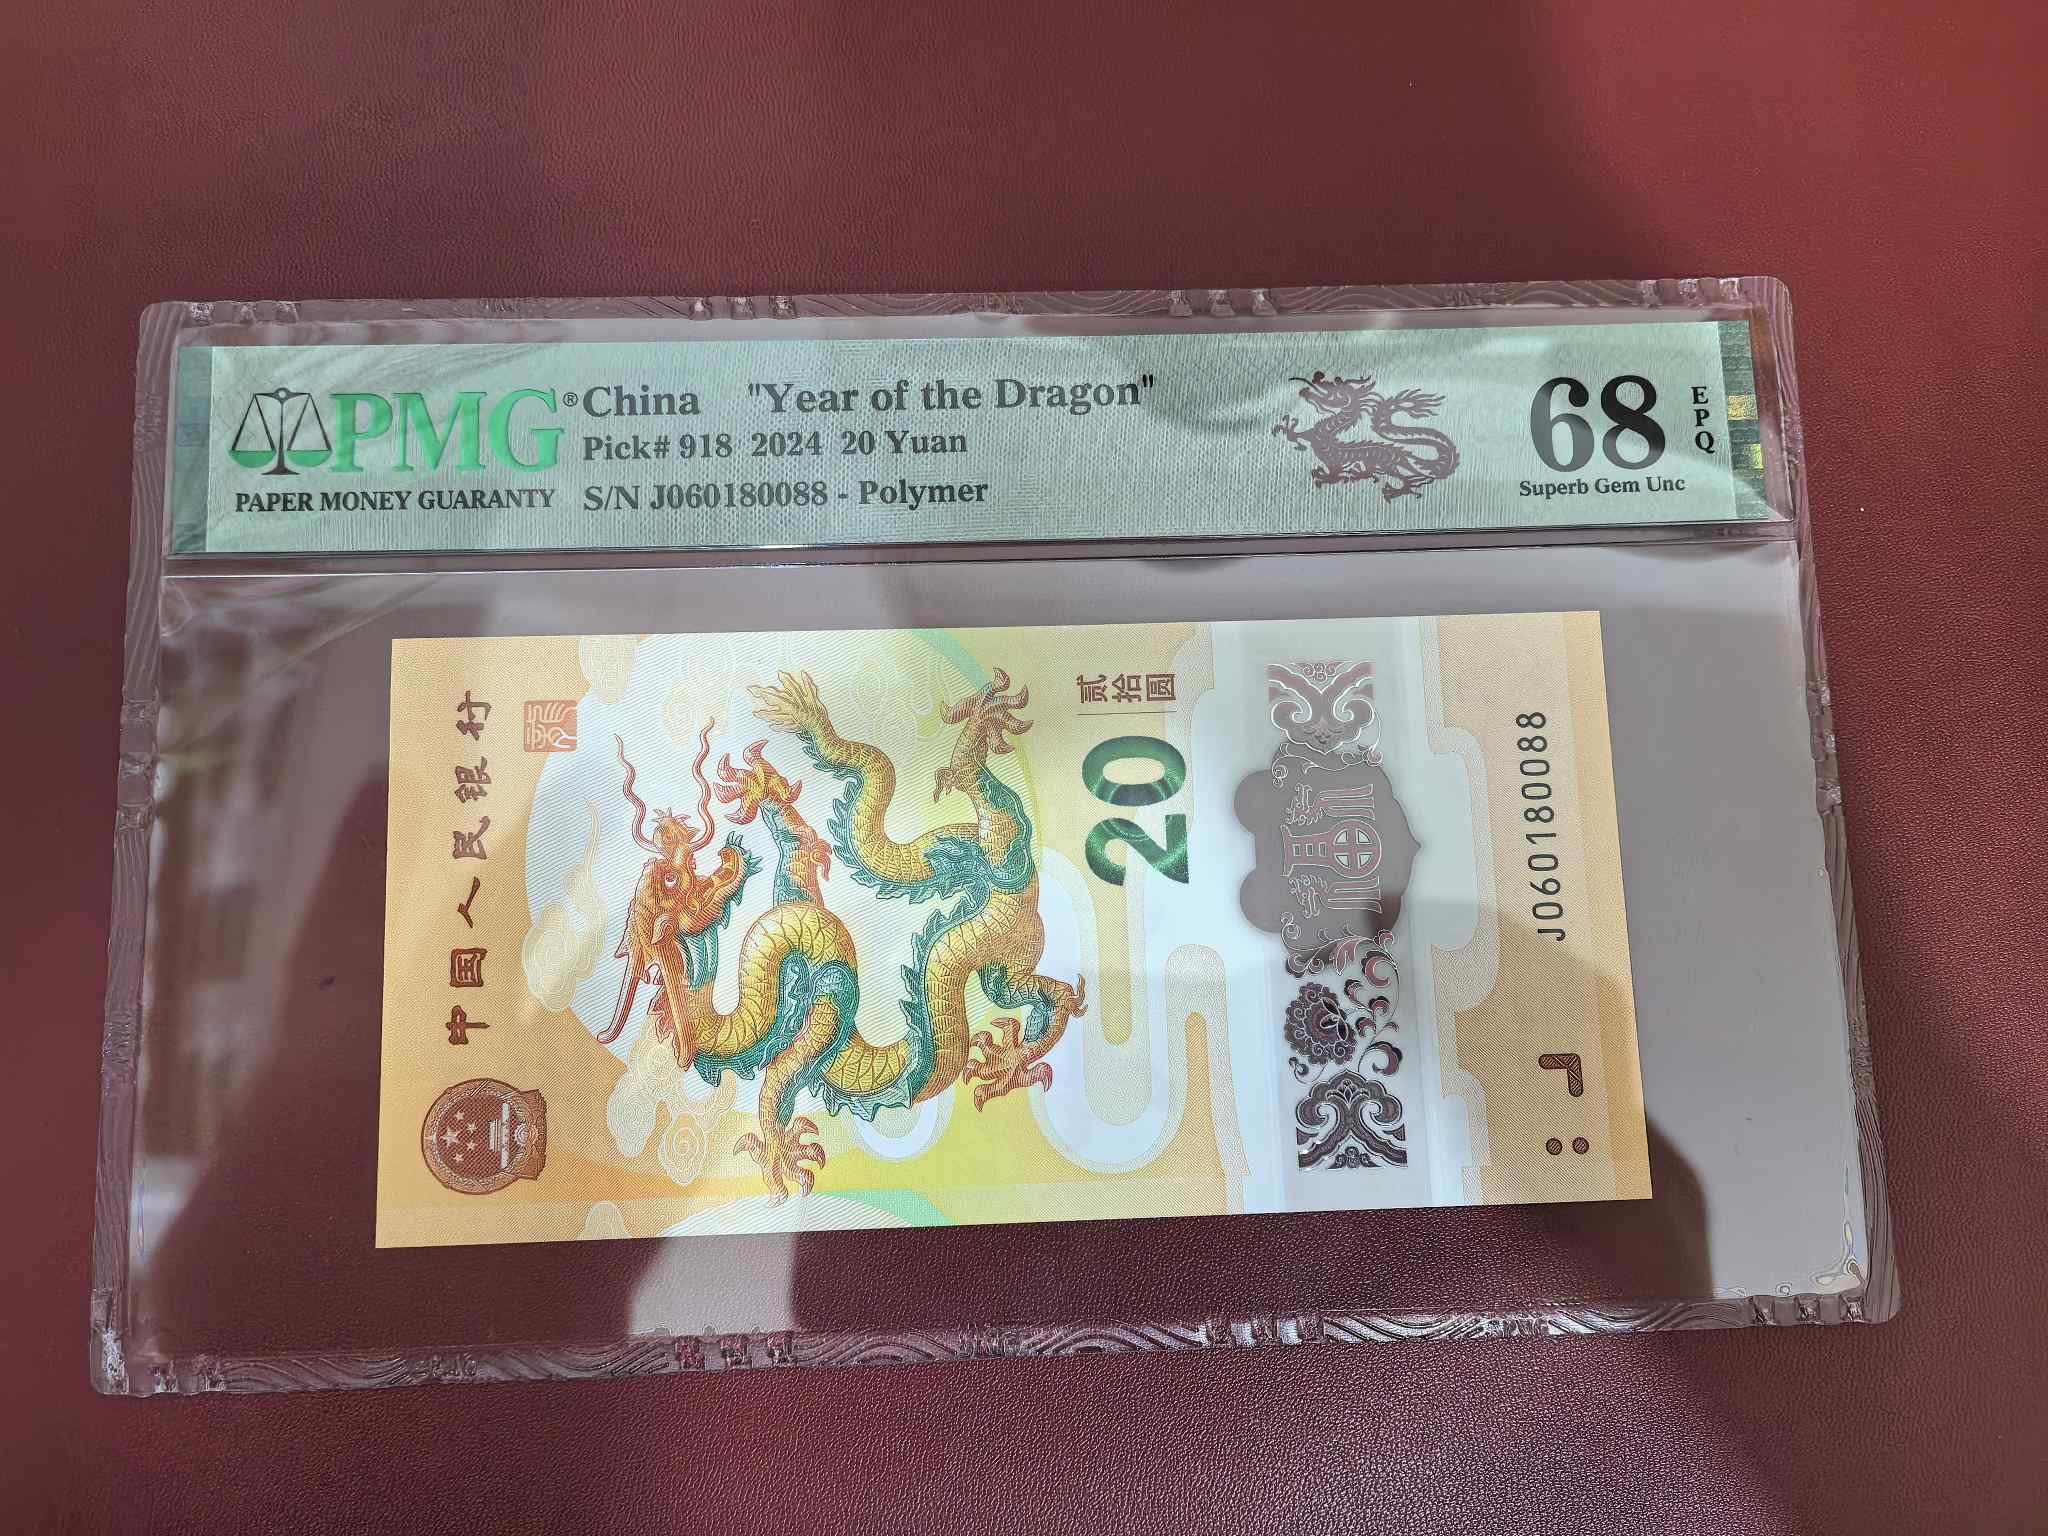 PMG®
PAPER MONEY GUARANTY
China "Year of the Dragon"
Pick# 918 2024 20 Yuan
S/N J060180088 - Polymer
68
EPQ
Superb Gem Unc
中国人民银行
贰拾圆
20
福
J060180088